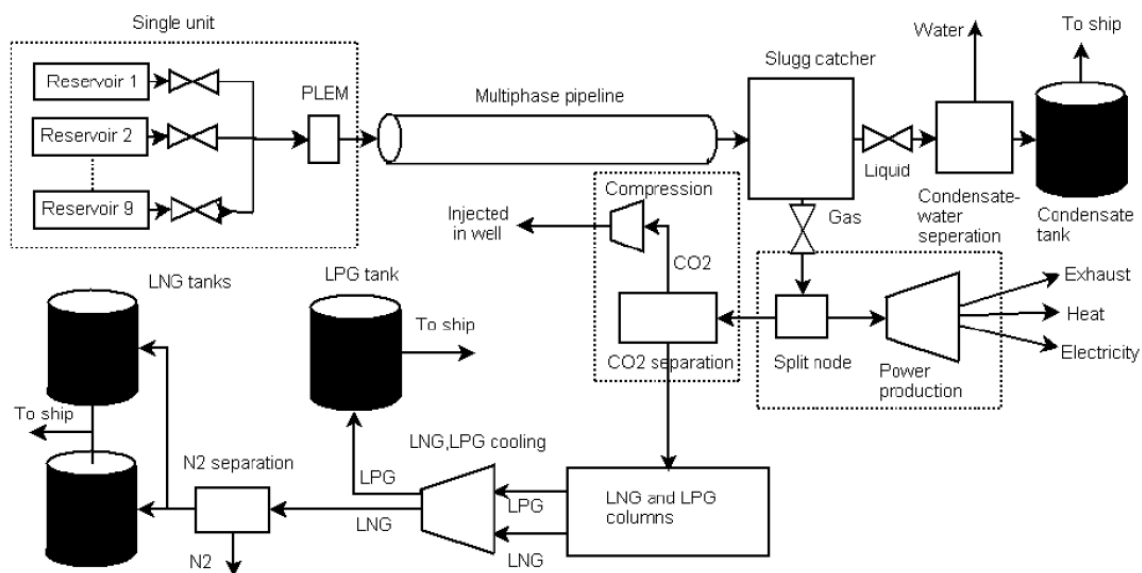 Single unit
Reservoir 1
Reservoir 2
Reservoir 9
PLEM
Multiphase pipeline
Slugg catcher
Water
To ship
Liquid
Condensate-
water
seperation
Condensate
tank
Gas
Compression
Injected
in well
CO2
CO2 separation
Split node
Power
production
Exhaust
Heat
Electricity
LNG tanks
LPG tank
To ship
To ship
N2 separation
N2
LNG,LPG cooling
LPG
LNG
LPG
LNG
LNG and LPG
columns